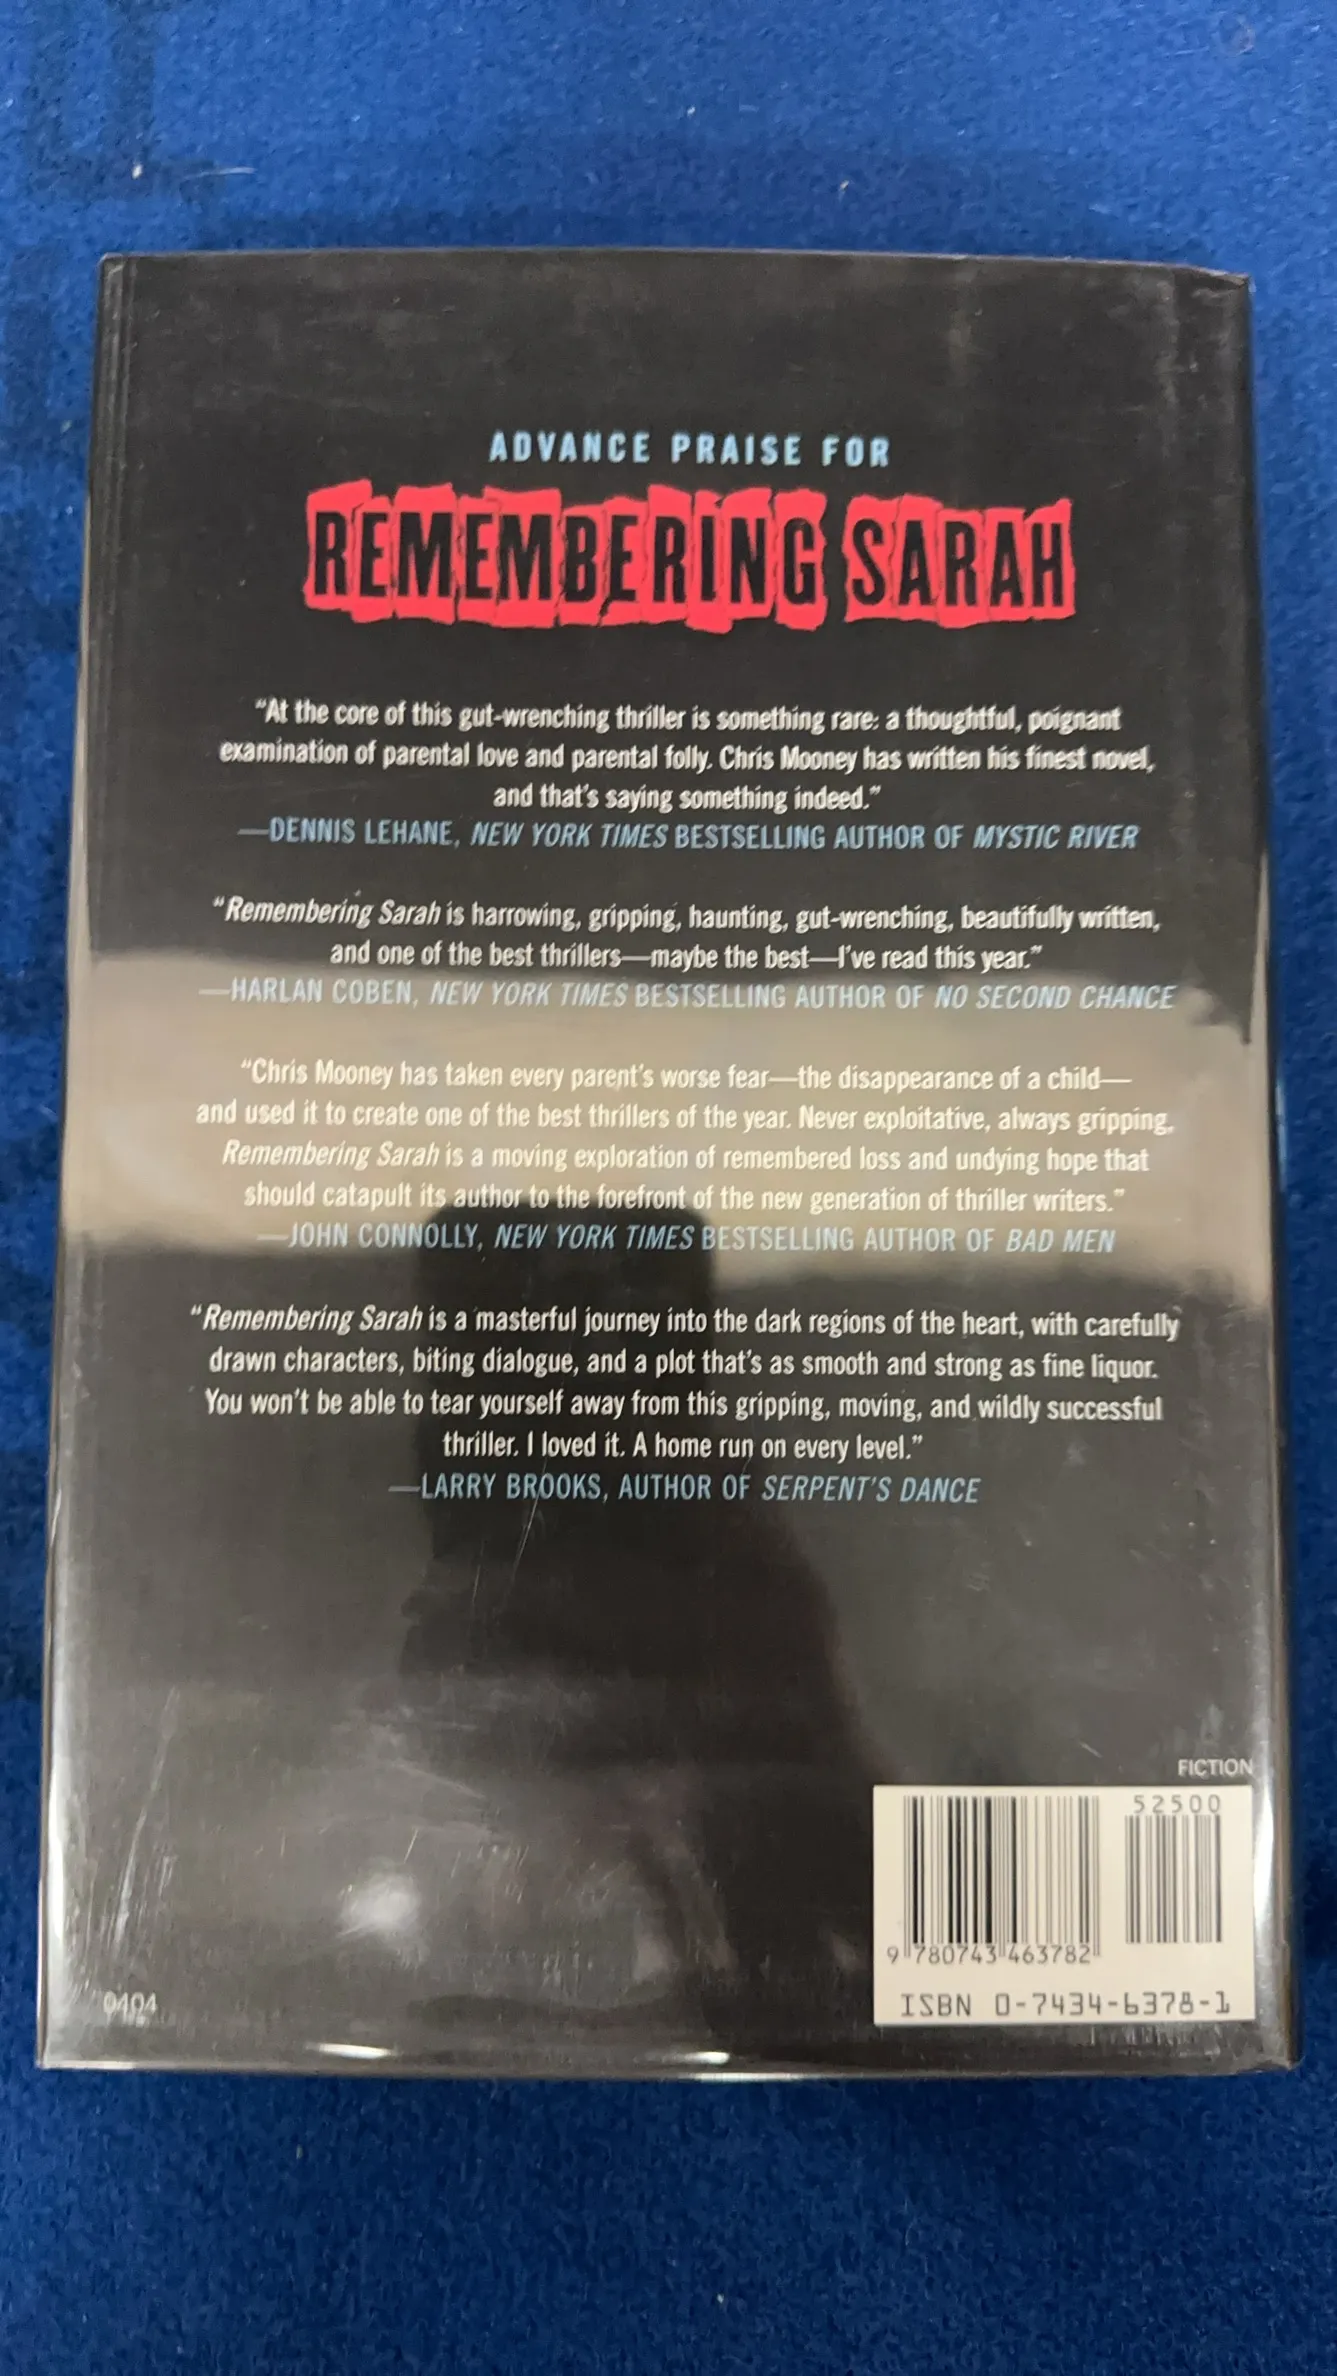 ADVANCE PRAISE FOR
REMEMBERING SARAH
“At the core of this gut-wrenching thriller is something rare: a thoughtful, poignant
examination of parental love and parental folly. Chris Mooney has written his finest novel,
and that’s saying something indeed.”
—DENNIS LEHANE, NEW YORK TIMES BESTSELLING AUTHOR OF MYSTIC RIVER
“Remembering Sarah is harrowing, gripping, haunting, gut-wrenching, beautifully written,
and one of the best thrillers—maybe the best—I’ve read this year.”
—HARLAN COBEN, NEW YORK TIMES BESTSELLING AUTHOR OF NO SECOND CHANCE
“Chris Mooney has taken every parent’s worse fear—the disappearance of a child—
and used it to create one of the best thrillers of the year. Never exploitative, always gripping,
Remembering Sarah is a moving exploration of remembered loss and undying hope that
should catapult its author to the forefront of the new generation of thriller writers.”
—JOHN CONNOLLY, NEW YORK TIMES BESTSELLING AUTHOR OF BAD MEN
“Remembering Sarah is a masterful journey into the dark regions of the heart, with carefully
drawn characters, biting dialogue, and a plot that’s as smooth and strong as fine liquor.
You won’t be able to tear yourself away from this gripping, moving, and wildly successful
thriller. I loved it. A home run on every level.”
—LARRY BROOKS, AUTHOR OF SERPENT’S DANCE
FICTION
52500
9 780743 463782
ISBN 0-7434-6378-1
0404